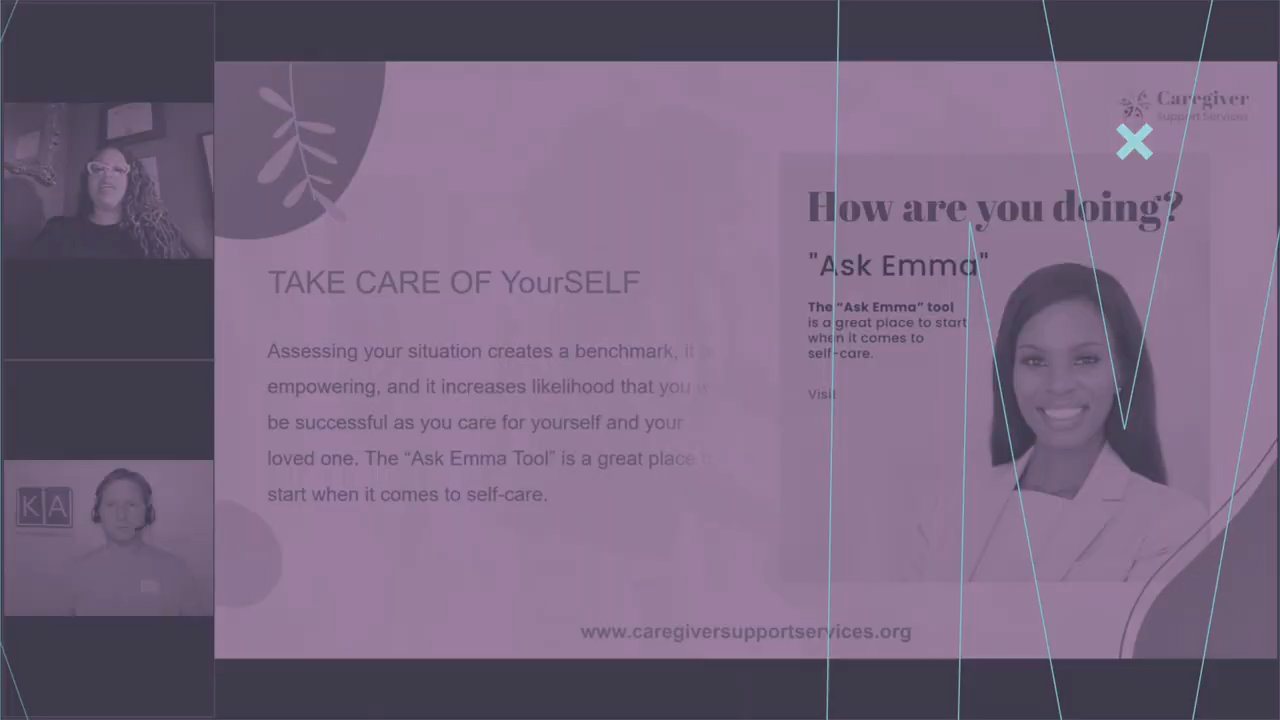 KA
Caregiver
Support Services
How are you doing?
"Ask Emma"
The “Ask Emma” tool
is a great place to start
when it comes to
self-care.
Visit
TAKE CARE OF YourSELF
Assessing your situation creates a benchmark, it is
empowering, and it increases likelihood that you
be successful as you care for yourself and your
loved one. The “Ask Emma Tool” is a great place
start when it comes to self-care.
www.caregiversupportservices.org